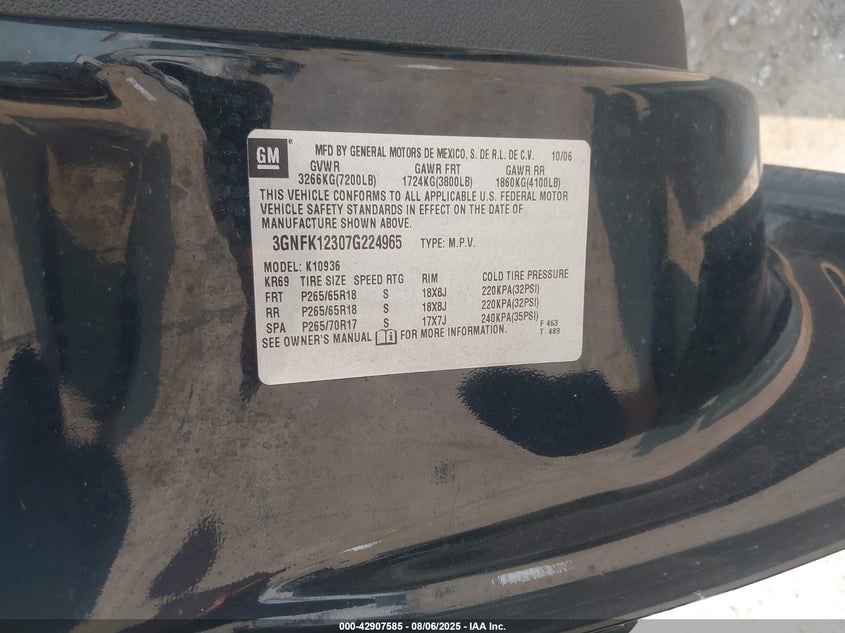 GM
MFD BY GENERAL MOTORS DE MEXICO, S. DE R.L. DE C.V. 10/06
GVWR GAWR FRT GAWR RR
3266KG(7200LB) 1724KG(3800LB) 1860KG(4100LB)
THIS VEHICLE CONFORMS TO ALL APPLICABLE U.S. FEDERAL MOTOR
VEHICLE SAFETY STANDARDS IN EFFECT ON THE DATE OF
MANUFACTURE SHOWN ABOVE.
3GNFK12307G224965 TYPE: M.P.V.
MODEL: K10936
KR69 TIRE SIZE SPEED RTG RIM COLD TIRE PRESSURE
FRT P265/65R18 S 18X8J 220KPA(32PSI)
RR P265/65R18 S 18X8J 220KPA(32PSI)
SPA P265/70R17 S 17X7J 240KPA(35PSI)
SEE OWNER'S MANUAL FOR MORE INFORMATION.
F 463
T 489
000-42907585 - 08/06/2025 - IAA Inc.